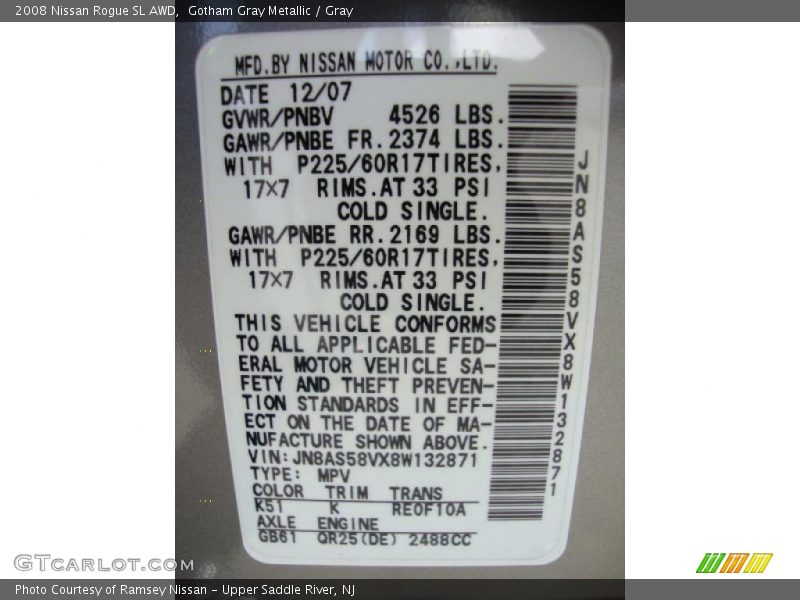 2008 Nissan Rogue SL AWD,  Gotham Gray Metallic / Gray
MFD.BY NISSAN MOTOR CO.,LTD.
DATE 12/07
GVWR/PNBV 4526 LBS.
GAWR/PNBE FR. 2374 LBS.
WITH P225/60R17TIRES,
17x7 RIMS.AT 33 PSI
COLD SINGLE.
GAWR/PNBE RR. 2169 LBS.
WITH P225/60R17TIRES,
17x7 RIMS.AT 33 PSI
COLD SINGLE.
THIS VEHICLE CONFORMS
TO ALL APPLICABLE FED-
ERAL MOTOR VEHICLE SA-
FETY AND THEFT PREVEN-
TION STANDARDS IN EFF-
ECT ON THE DATE OF MA-
NUFACTURE SHOWN ABOVE.
VIN:JN8AS58VX8W132871
TYPE: MPV
COLOR TRIM TRANS
K51 K RE0F10A
AXLE ENGINE
GB61 QR25(DE) 2488CC
JN8AS58VX8W132871
GTCarLot.com
Photo Courtesy of Ramsey Nissan - Upper Saddle River, NJ